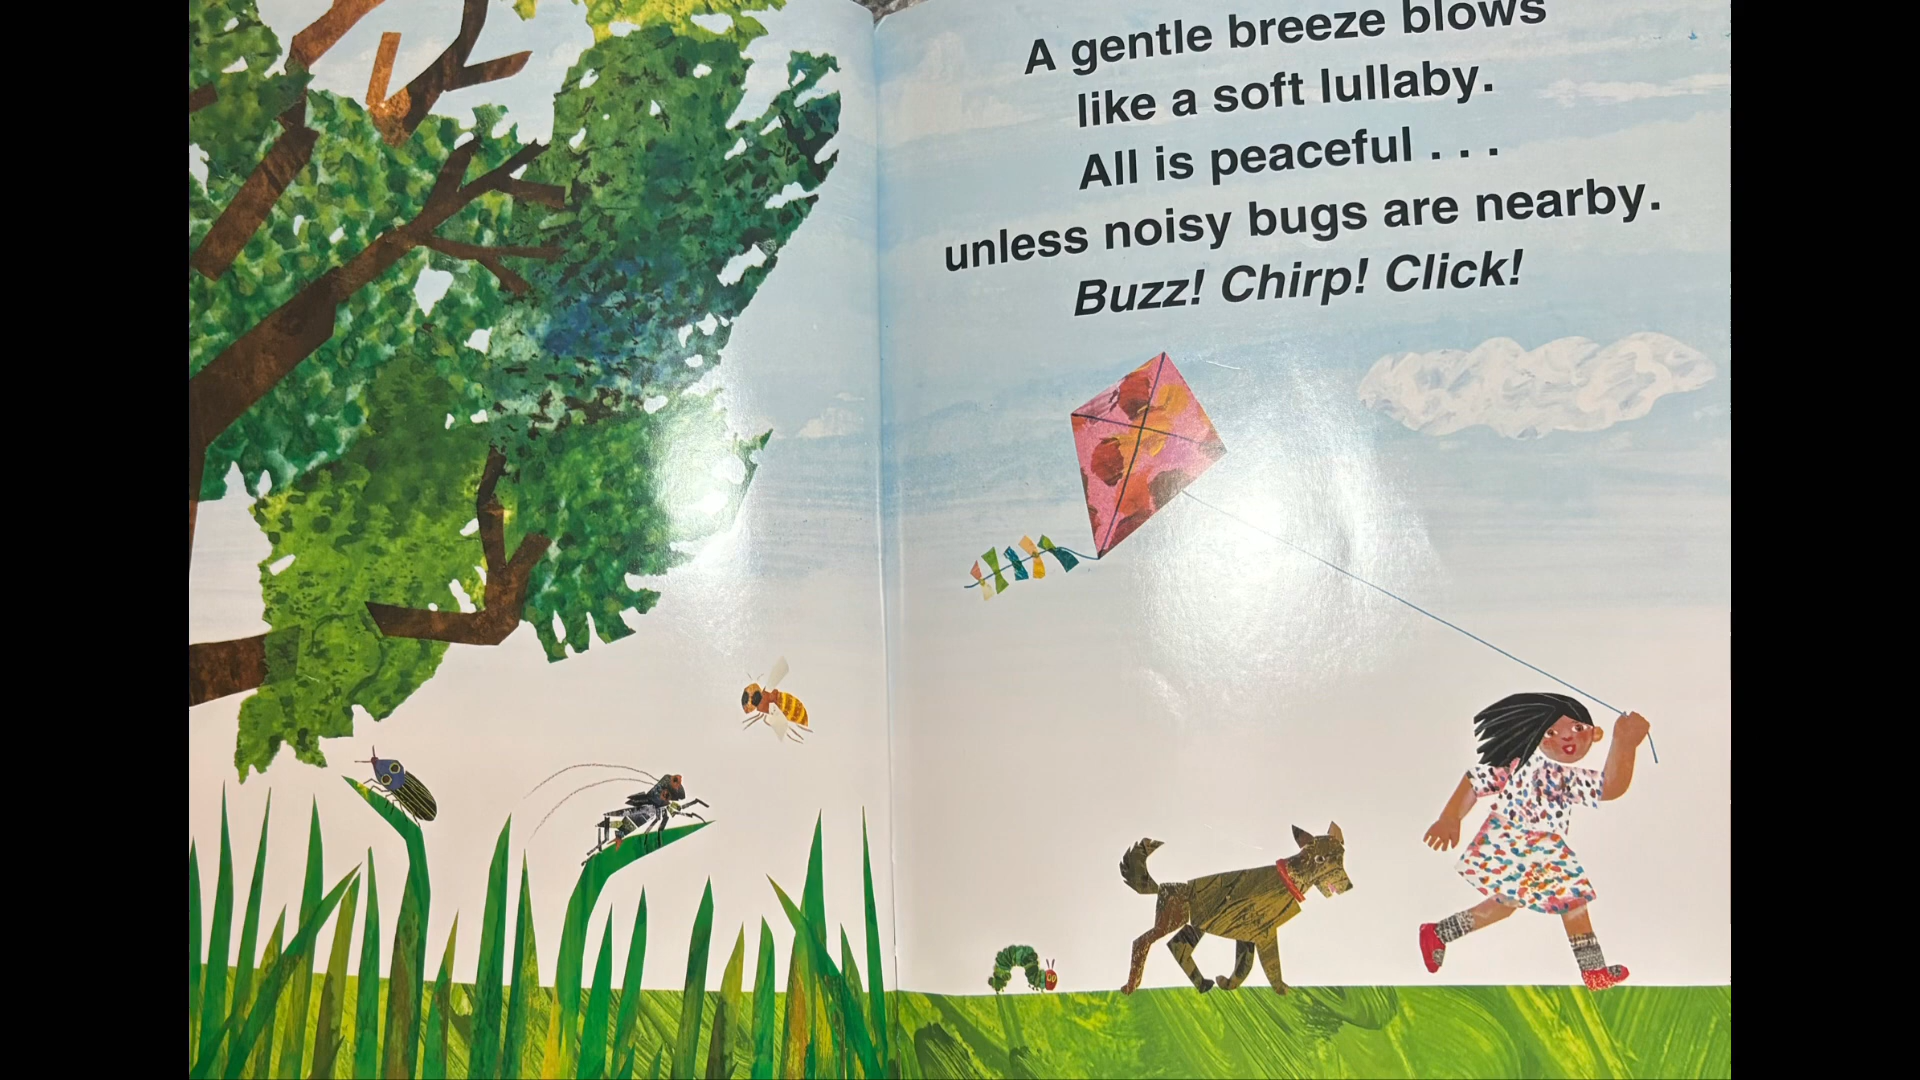 A gentle breeze blows
like a soft lullaby.
All is peaceful . . .
unless noisy bugs are nearby.
Buzz! Chirp! Click!